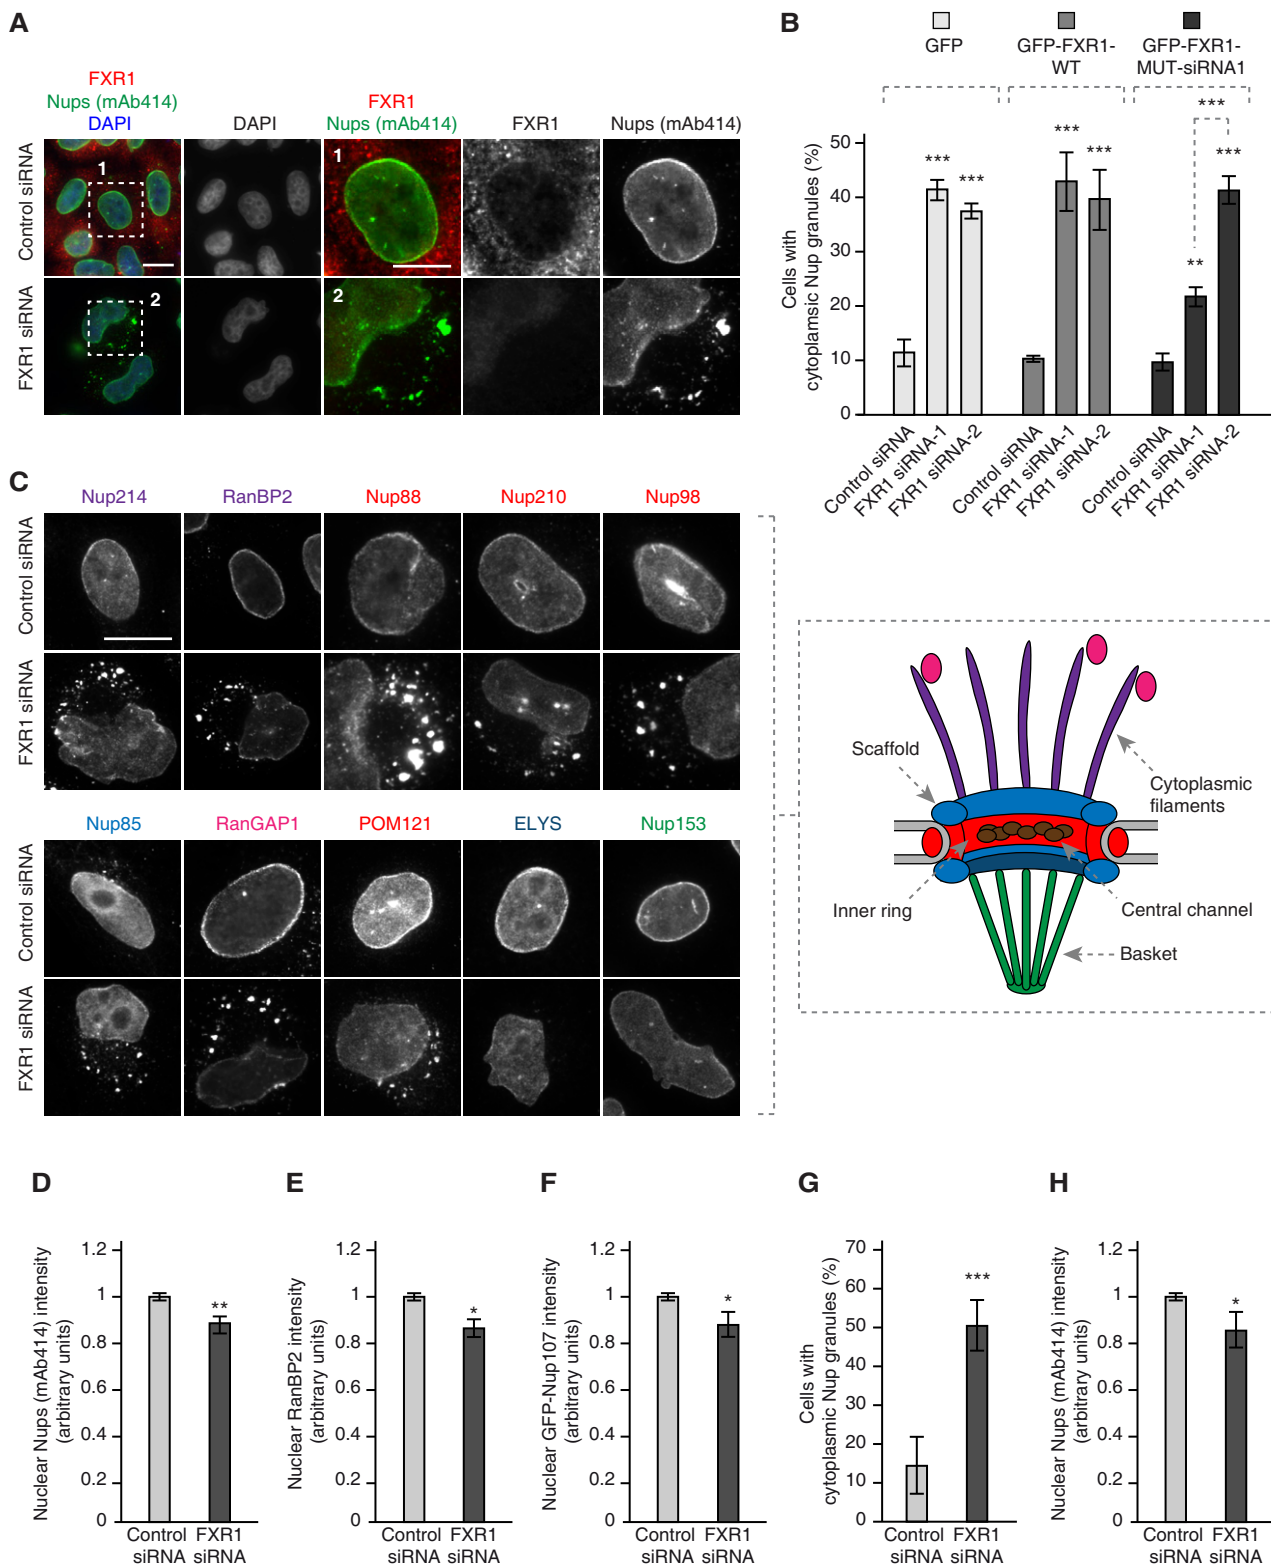 A
FXR1
Nups (mAb414)
DAPI
DAPI
FXR1
Nups (mAb414)
FXR1
Nups (mAb414)
Control siRNA
1
1
FXR1 siRNA
2
2
B
GFP
GFP-FXR1-
WT
GFP-FXR1-
MUT-siRNA1
Cells with
cytoplamsic Nup granules (%)
50
40
30
20
10
0
***
***
***
***
**
***
***
Control siRNA
FXR1 siRNA-1
FXR1 siRNA-2
Control siRNA
FXR1 siRNA-1
FXR1 siRNA-2
Control siRNA
FXR1 siRNA-1
FXR1 siRNA-2
C
Nup214
RanBP2
Nup88
Nup210
Nup98
Control siRNA
FXR1 siRNA
Nup85
RanGAP1
POM121
ELYS
Nup153
Control siRNA
FXR1 siRNA
Scaffold
Cytoplasmic
filaments
Inner ring
Central channel
Basket
D
Nuclear Nups (mAb414) intensity
(arbitrary units)
1.2
1
0.8
0.6
0.4
0.2
0
**
Control
siRNA
FXR1
siRNA
E
Nuclear RanBP2 intensity
(arbitrary units)
1.2
1
0.8
0.6
0.4
0.2
0
*
Control
siRNA
FXR1
siRNA
F
Nuclear GFP-Nup107 intensity
(arbitrary units)
1.2
1
0.8
0.6
0.4
0.2
0
*
Control
siRNA
FXR1
siRNA
G
Cells with
cytoplasmic Nup granules (%)
70
60
50
40
30
20
10
0
***
Control
siRNA
FXR1
siRNA
H
Nuclear Nups (mAb414) intensity
(arbitrary units)
1.2
1
0.8
0.6
0.4
0.2
0
*
Control
siRNA
FXR1
siRNA